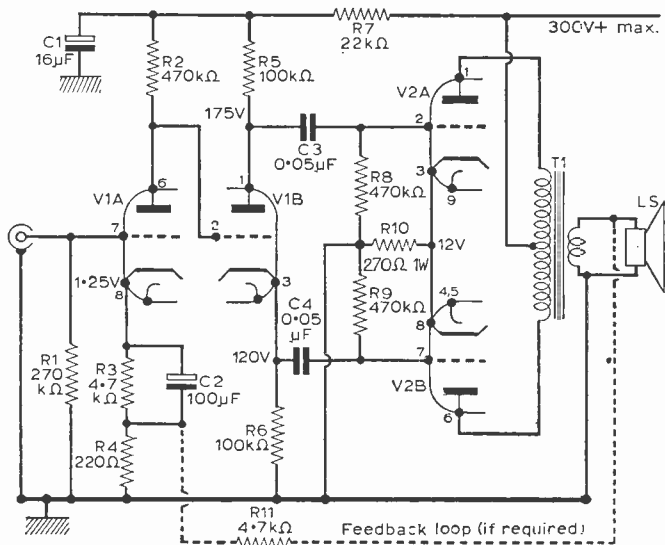 C1
16µF
R2
470kΩ
R5
100kΩ
R7
22kΩ
300V+ max.
175V
V2A
1
2
3
9
C3
0·05µF
T1
V1A
6
7
8
1·25V
V1B
1
2
3
R8
470kΩ
R10
270Ω 1W
12V
LS
R9
470kΩ
4,5
8
7
V2B
6
C4
0·05
µF
120V
R1
270
kΩ
R3
4·7
kΩ
C2
100µF
R4
220Ω
R6
100kΩ
R11
4·7kΩ
Feedback loop (if required)